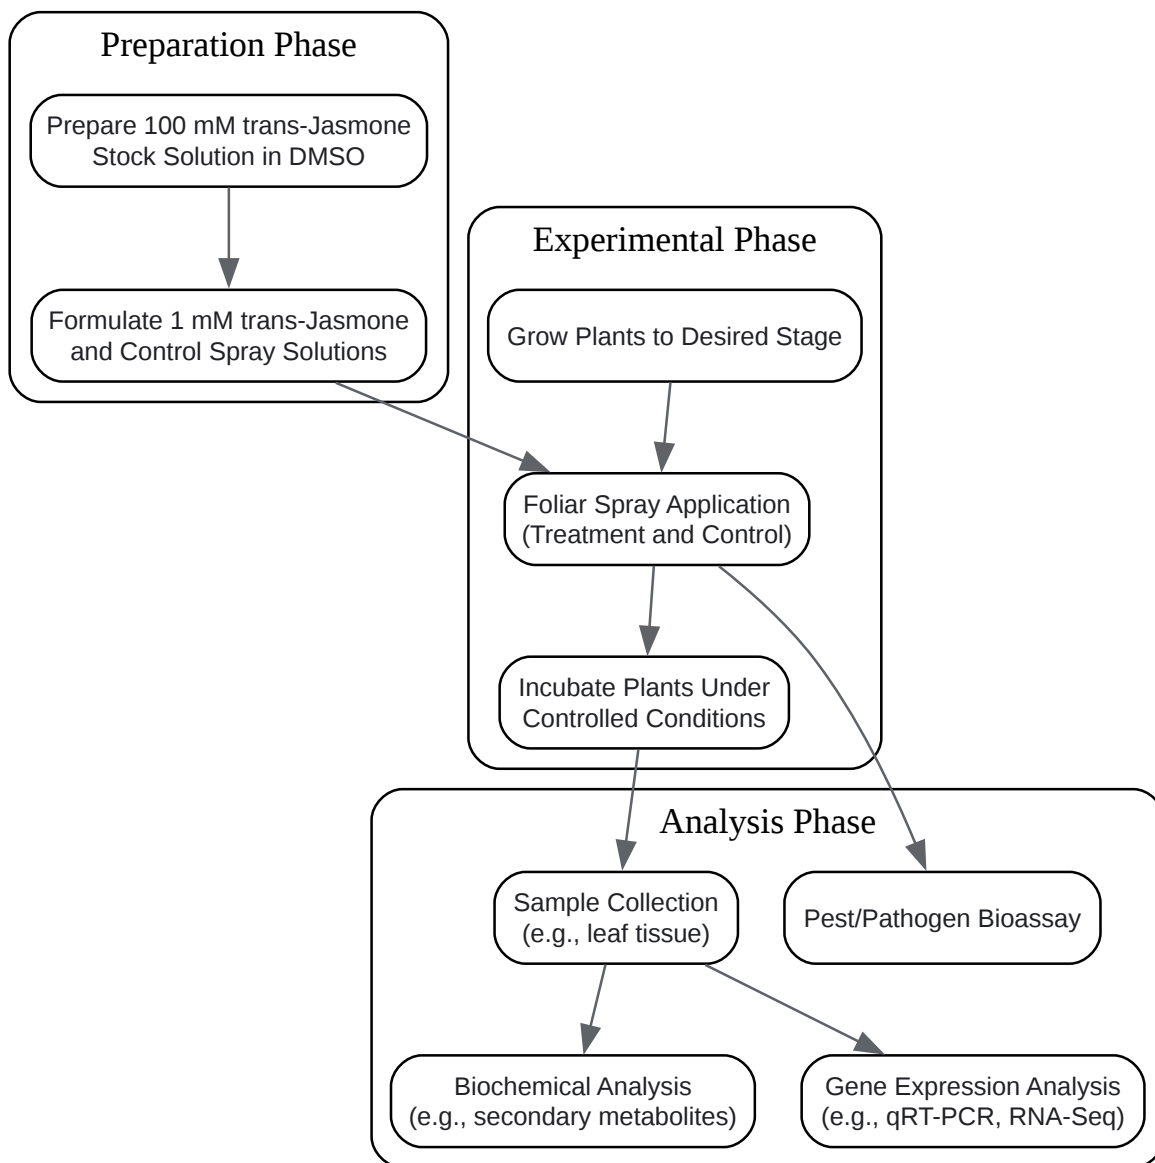 Preparation Phase
Prepare 100 mM trans-Jasmone
Stock Solution in DMSO
Formulate 1 mM trans-Jasmone
and Control Spray Solutions
Experimental Phase
Grow Plants to Desired Stage
Foliar Spray Application
(Treatment and Control)
Incubate Plants Under
Controlled Conditions
Analysis Phase
Sample Collection
(e.g., leaf tissue)
Pest/Pathogen Bioassay
Biochemical Analysis
(e.g., secondary metabolites)
Gene Expression Analysis
(e.g., qRT-PCR, RNA-Seq)